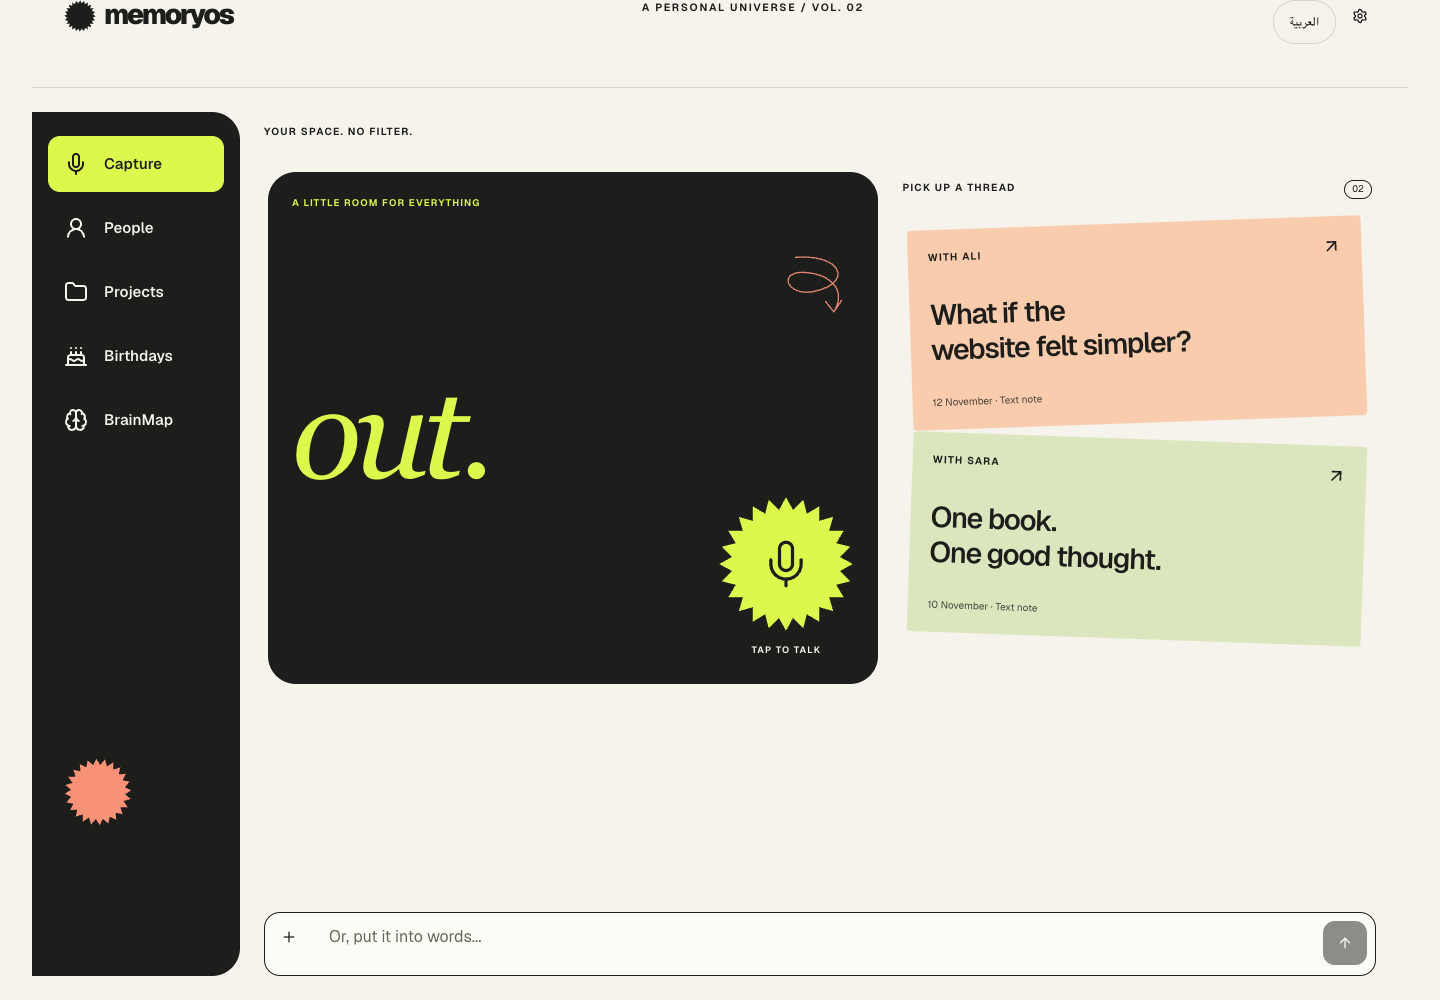 memoryos
A PERSONAL UNIVERSE / VOL. 02
العربية
Capture
People
Projects
Birthdays
BrainMap
YOUR SPACE. NO FILTER.
A LITTLE ROOM FOR EVERYTHING
out.
TAP TO TALK
PICK UP A THREAD
02
WITH ALI
What if the
website felt simpler?
12 November · Text note
WITH SARA
One book.
One good thought.
10 November · Text note
Or, put it into words...